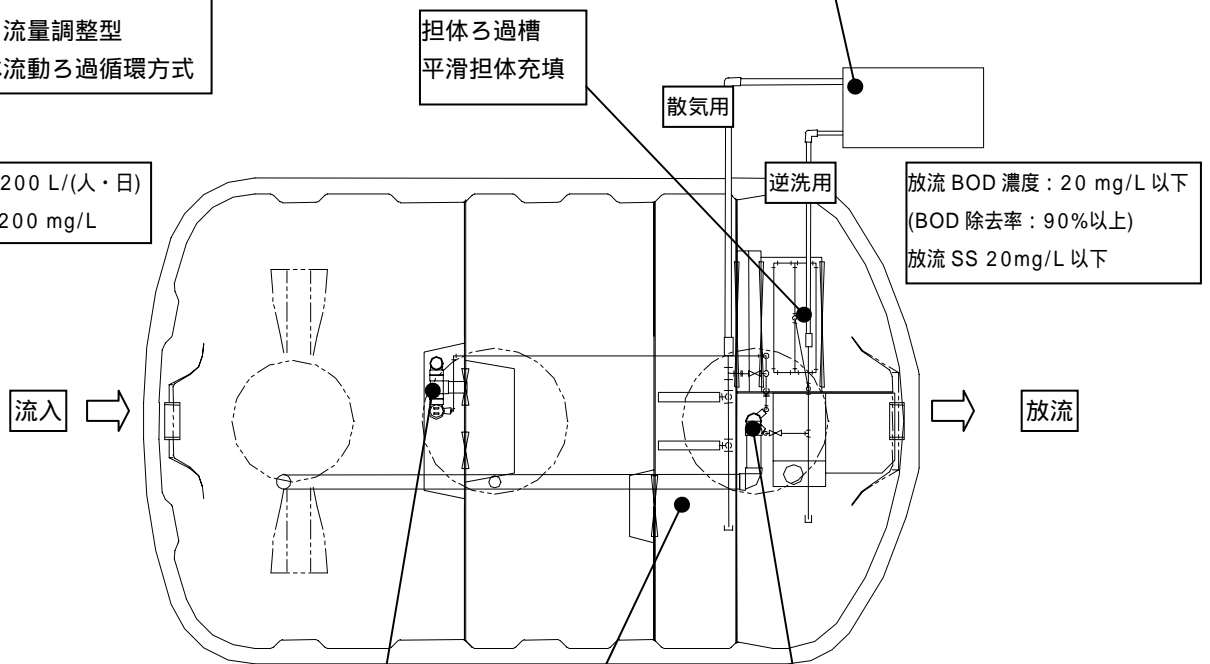 流量調整型
流動ろ過循環方式
担体ろ過槽
平滑担体充填
散気用
逆洗用
200 L/(人・日)
200 mg/L
放流 BOD 濃度：20 mg/L 以下
(BOD 除去率：90%以上)
放流 SS 20mg/L 以下
流入
放流